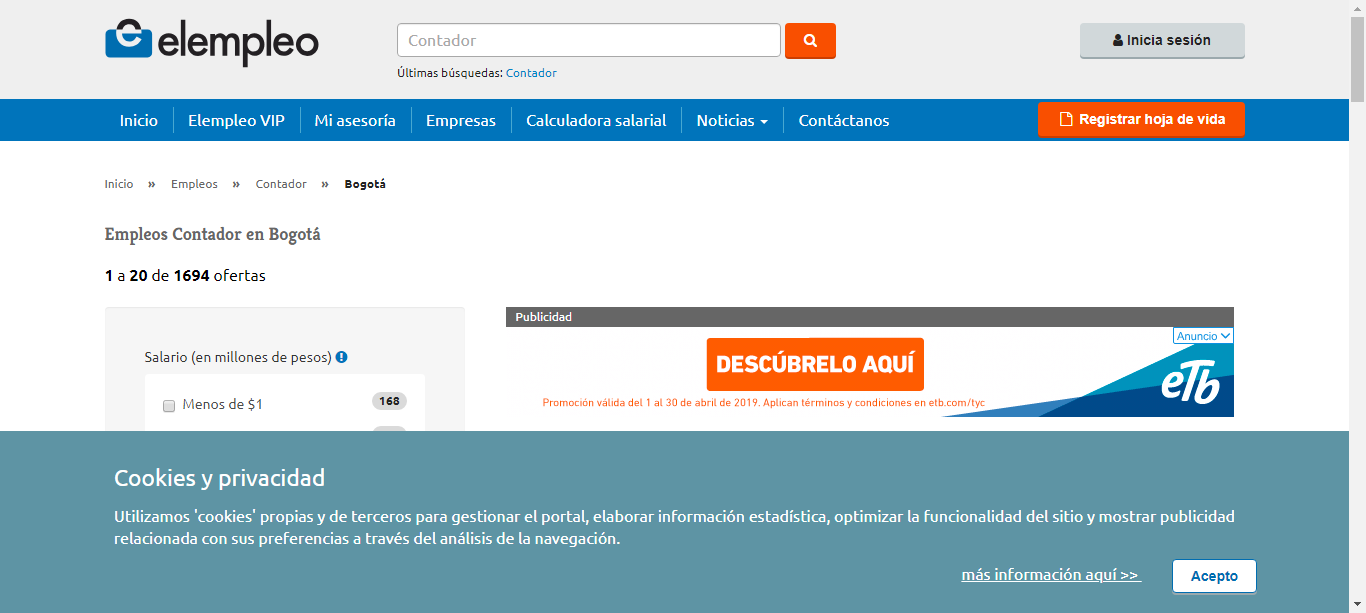 elempleo
Contador
Inicia sesión
Últimas búsquedas: Contador
Inicio Elempleo VIP Mi asesoría Empresas Calculadora salarial Noticias Contáctanos Registrar hoja de vida
Inicio » Empleos » Contador » Bogotá
Empleos Contador en Bogotá
1 a 20 de 1694 ofertas
Publicidad
Anuncio
DESCÚBRELO AQUÍ
etb
Promoción válida del 1 al 30 de abril de 2019. Aplican términos y condiciones en etb.com/tyc
Salario (en millones de pesos)
Menos de $1 168
Cookies y privacidad
Utilizamos 'cookies' propias y de terceros para gestionar el portal, elaborar información estadística, optimizar la funcionalidad del sitio y mostrar publicidad
relacionada con sus preferencias a través del análisis de la navegación.
más información aquí >> Acepto